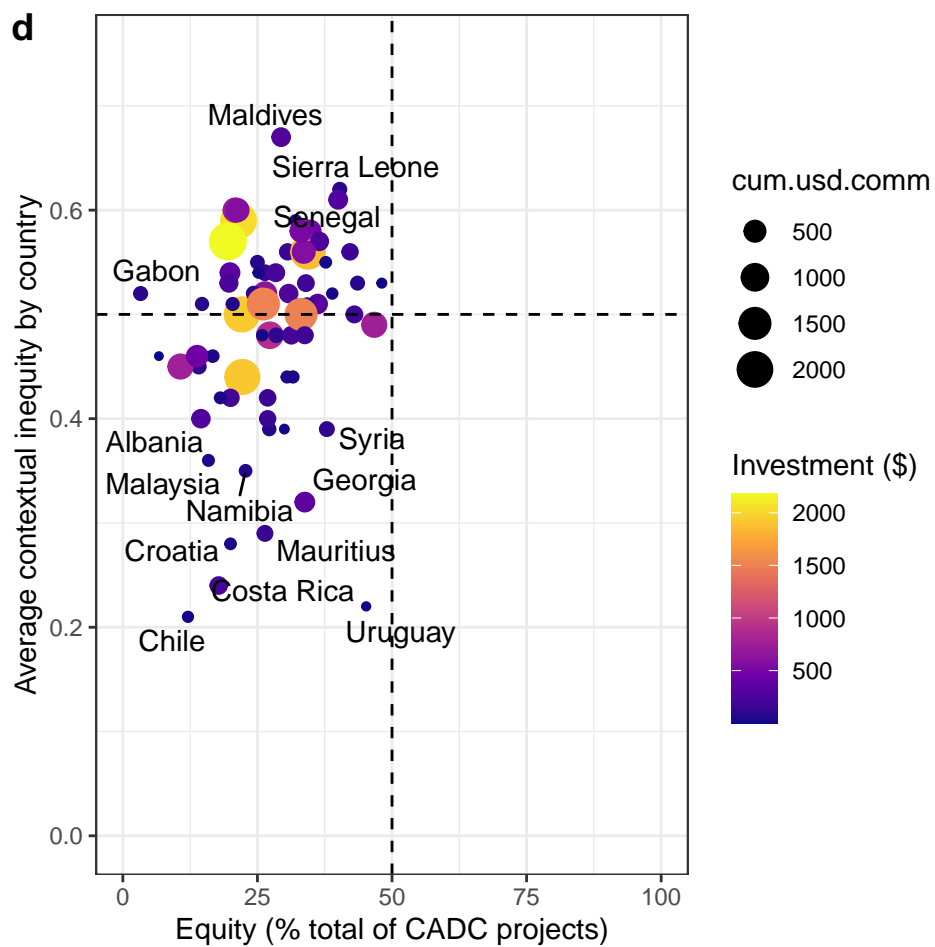 d
Average contextual inequity by country
0.6
0.4
0.2
0.0
Maldives
Sierra Leone
Senegal
Gabon
Albania
Syria
Malaysia
Georgia
Namibia
Croatia
Mauritius
Costa Rica
Chile
Uruguay
0
25
50
75
100
Equity (% total of CADC projects)
cum.usd.comm
500
1000
1500
2000
Investment ($)
2000
1500
1000
500